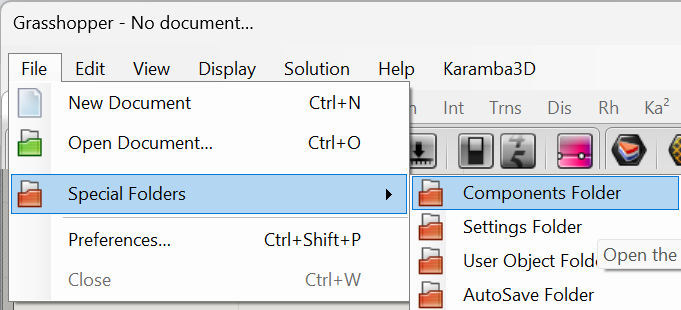 Grasshopper - No document...
File Edit View Display Solution Help Karamba3D
New Document Ctrl+N
Int Trns Dis Rh Ka²
Open Document... Ctrl+O
Special Folders
Components Folder
Settings Folder
Preferences... Ctrl+Shift+P
User Object
Open the
Close Ctrl+W
AutoSave Folder